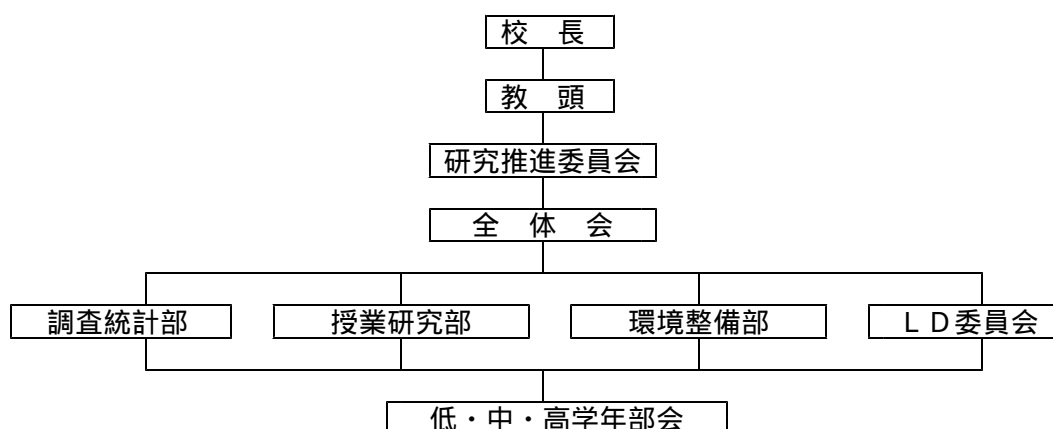 校　長
教　頭
研究推進委員会
全　体　会
調査統計部　授業研究部　環境整備部　ＬＤ委員会
低・中・高学年部会